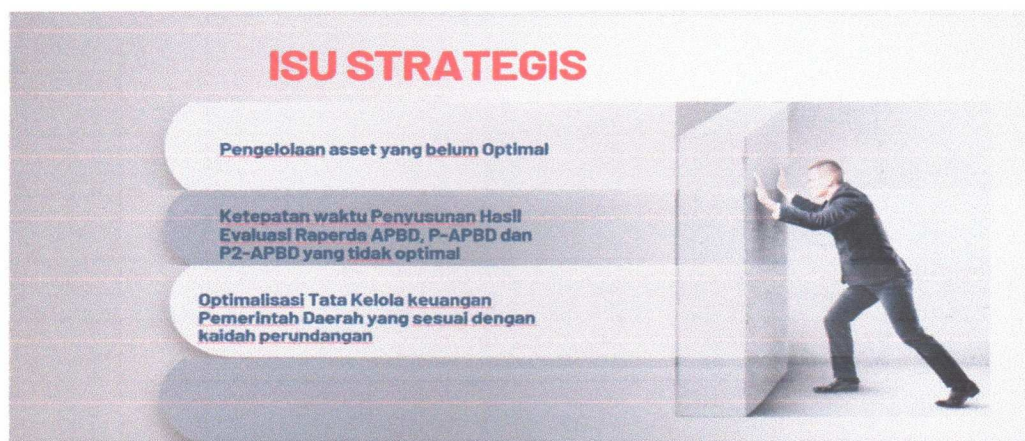 ISU STRATEGIS
Pengelolaan asset yang belum Optimal
Ketepatan waktu Penyusunan Hasil
Evaluasi Raperda APBD, P-APBD dan
P2-APBD yang tidak optimal
Optimalisasi Tata Kelola keuangan
Pemerintah Daerah yang sesuai dengan
kaidah perundangan